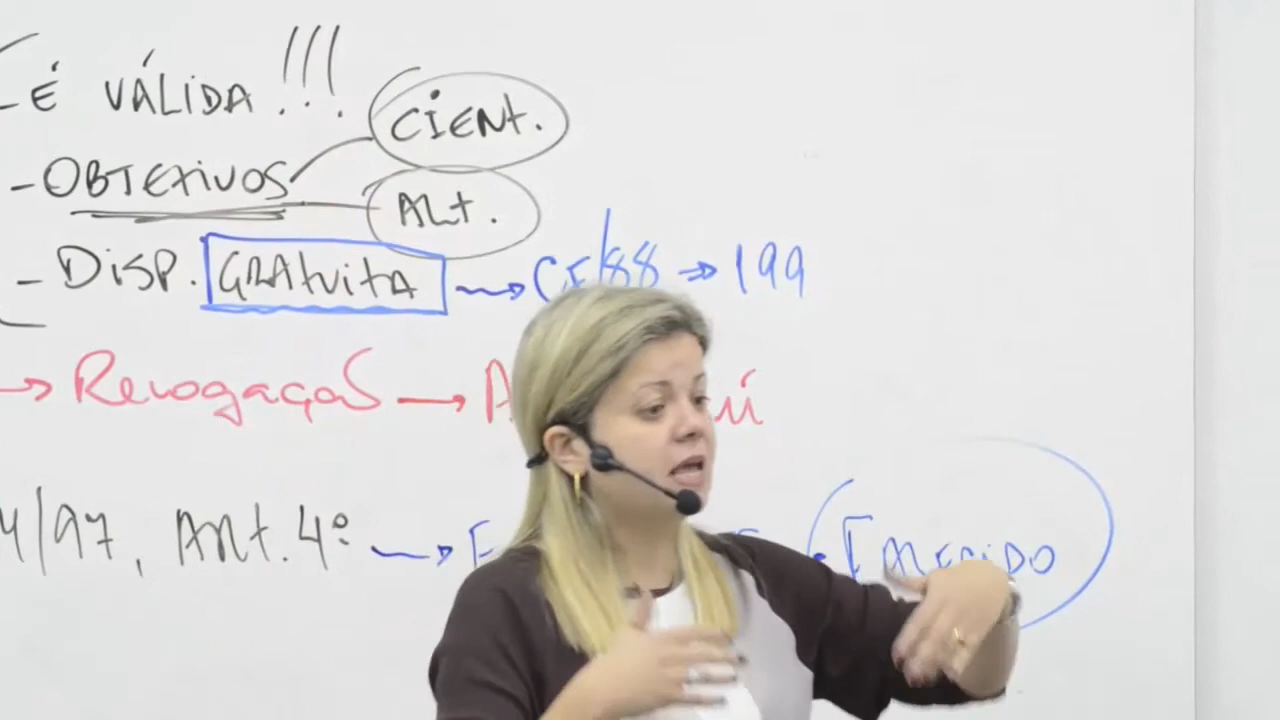 - É VÁLIDA !!!
CIENT.
- OBJETIVOS
ALT.
- DISP. GRATUITA → CF/88 → 199
→ Revogação →
4/97, ART. 4º →